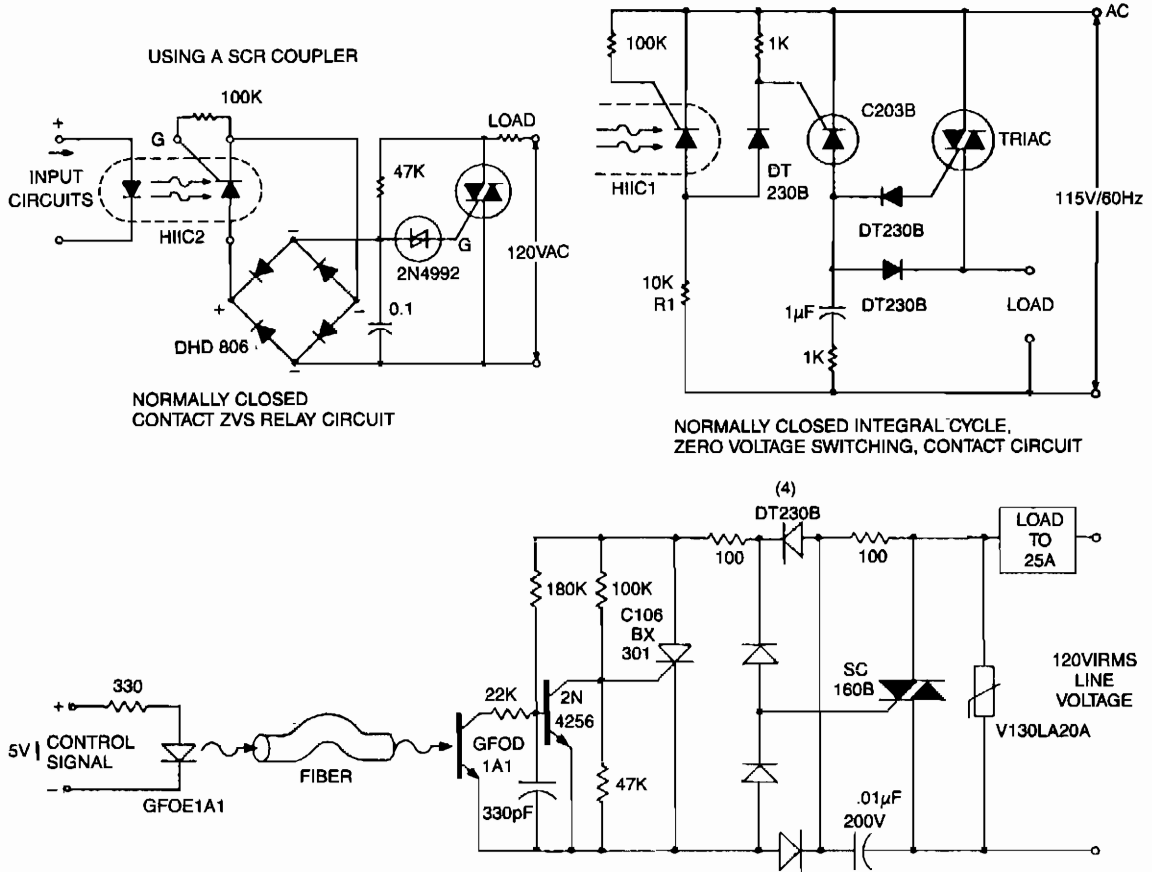 USING A SCR COUPLER
100K
G
+
INPUT
CIRCUITS
HIIC2
47K
LOAD
2N4992
G
120VAC
+
−
−
−
0.1
DHD 806
NORMALLY CLOSED
CONTACT ZVS RELAY CIRCUIT
AC
100K
1K
C203B
TRIAC
HIIC1
DT
230B
DT230B
115V/60Hz
10K
R1
DT230B
1µF
LOAD
1K
NORMALLY CLOSED INTEGRAL CYCLE,
ZERO VOLTAGE SWITCHING, CONTACT CIRCUIT
(4)
DT230B
100
100
LOAD
TO
25A
180K
100K
C106
BX
301
SC
160B
120VIRMS
LINE
VOLTAGE
V130LA20A
330
+
5V
CONTROL
SIGNAL
−
GFOE1A1
FIBER
22K
2N
4256
GFOD
1A1
330pF
47K
.01µF
200V